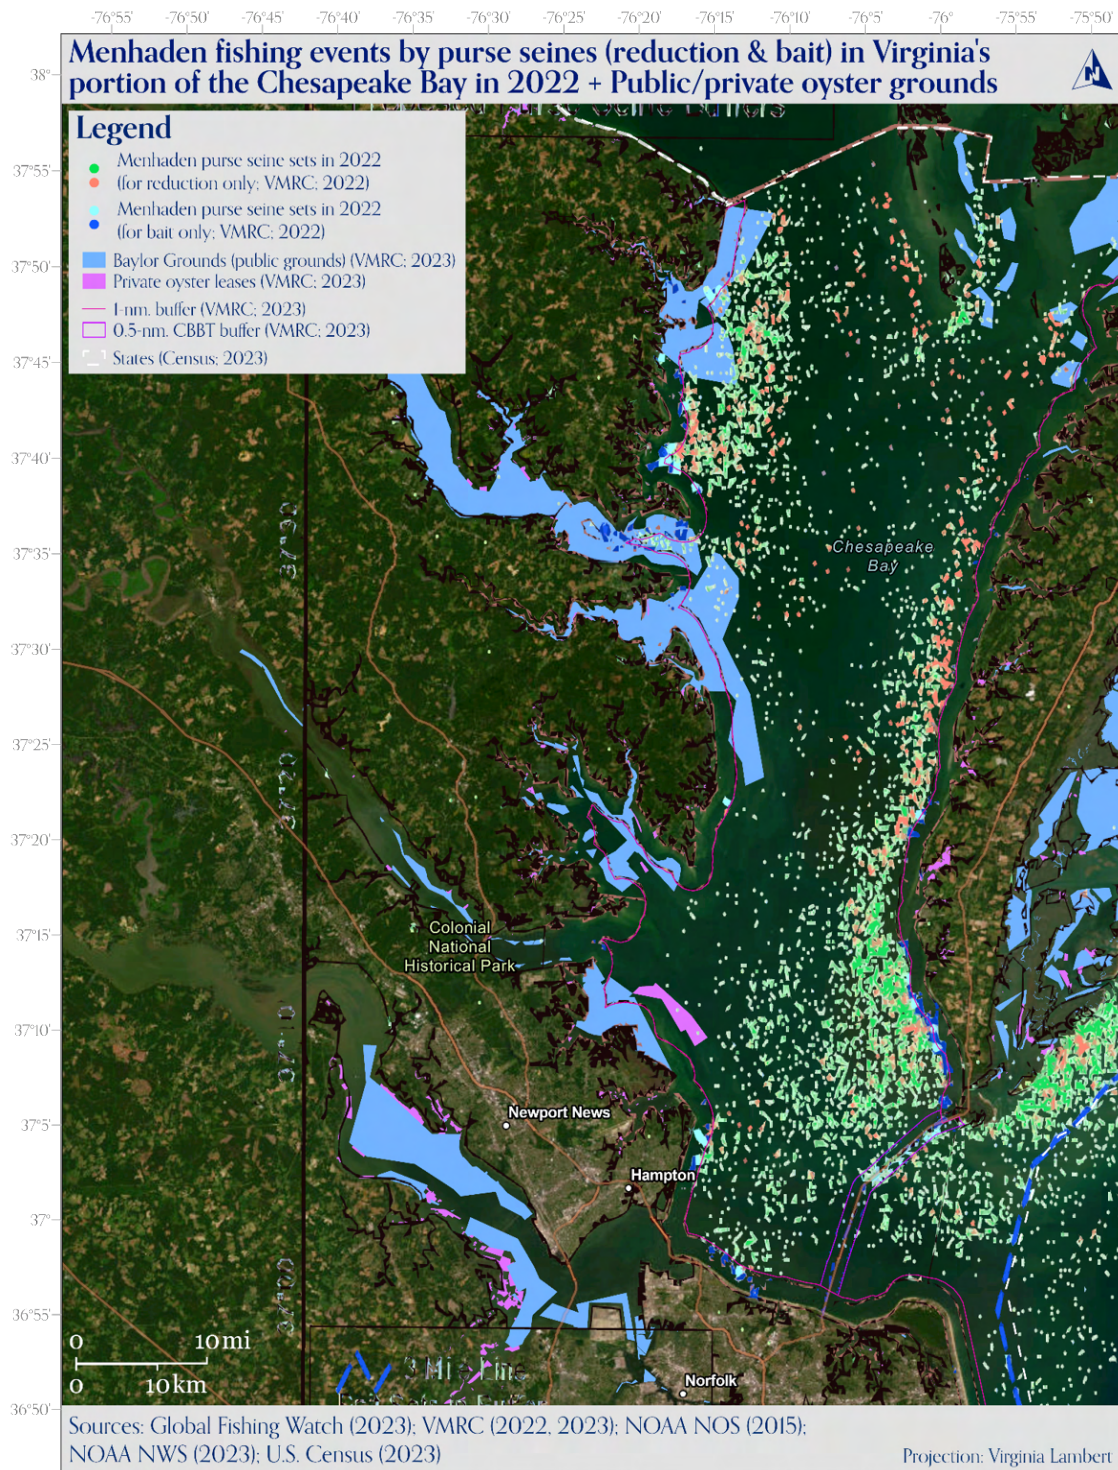 -76°55' -76°50' -76°45' -76°40' -76°35' -76°30' -76°25' -76°20' -76°15' -76°10' -76°5' -76° -75°55' -75°50'
Menhaden fishing events by purse seines (reduction & bait) in Virginia's
portion of the Chesapeake Bay in 2022 + Public/private oyster grounds
N
38°
Legend
Menhaden purse seine sets in 2022
(for reduction only; VMRC; 2022)
Menhaden purse seine sets in 2022
(for bait only; VMRC; 2022)
Baylor Grounds (public grounds) (VMRC; 2023)
Private oyster leases (VMRC; 2023)
1-nm. buffer (VMRC; 2023)
0.5-nm. CBBT buffer (VMRC; 2023)
States (Census; 2023)
37°55'
37°50'
37°45'
37°40'
37°35'
Chesapeake
Bay
37°30'
37°25'
37°20'
37°15'
Colonial
National
Historical Park
37°10'
37°5'
Newport News
Hampton
37°
36°55'
0 10 mi
0 10 km
3 Mile Line
Norfolk
36°50'
Sources: Global Fishing Watch (2023); VMRC (2022, 2023); NOAA NOS (2015);
NOAA NWS (2023); U.S. Census (2023)
Projection: Virginia Lambert